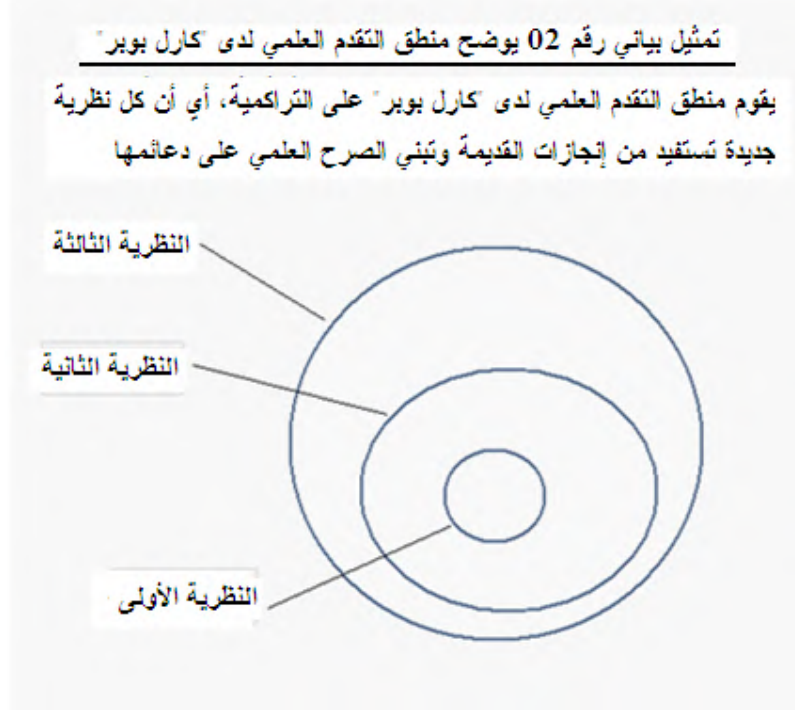 تمثيل بياني رقم 02 يوضح منطق التقدم العلمي لدى "كارل بوبر"
يقوم منطق التقدم العلمي لدى "كارل بوبر" على التراكمية، أي أن كل نظرية
جديدة تستفيد من إنجازات القديمة وتبني الصرح العلمي على دعائمها
النظرية الثالثة
النظرية الثانية
النظرية الأولى